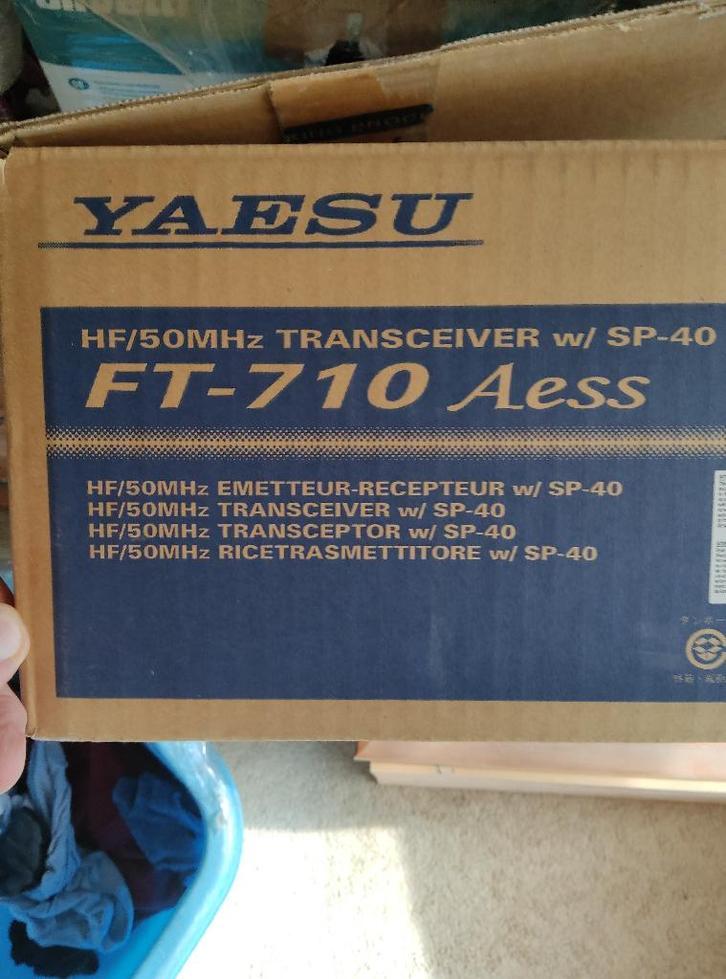 YAESU
HF/50MHz TRANSCEIVER w/ SP-40
FT-710 Aess
HF/50MHz EMETTEUR-RECEPTEUR w/ SP-40
HF/50MHz TRANSCEIVER w/ SP-40
HF/50MHz TRANSCEPTOR w/ SP-40
HF/50MHz RICETRASMETTITORE w/ SP-40